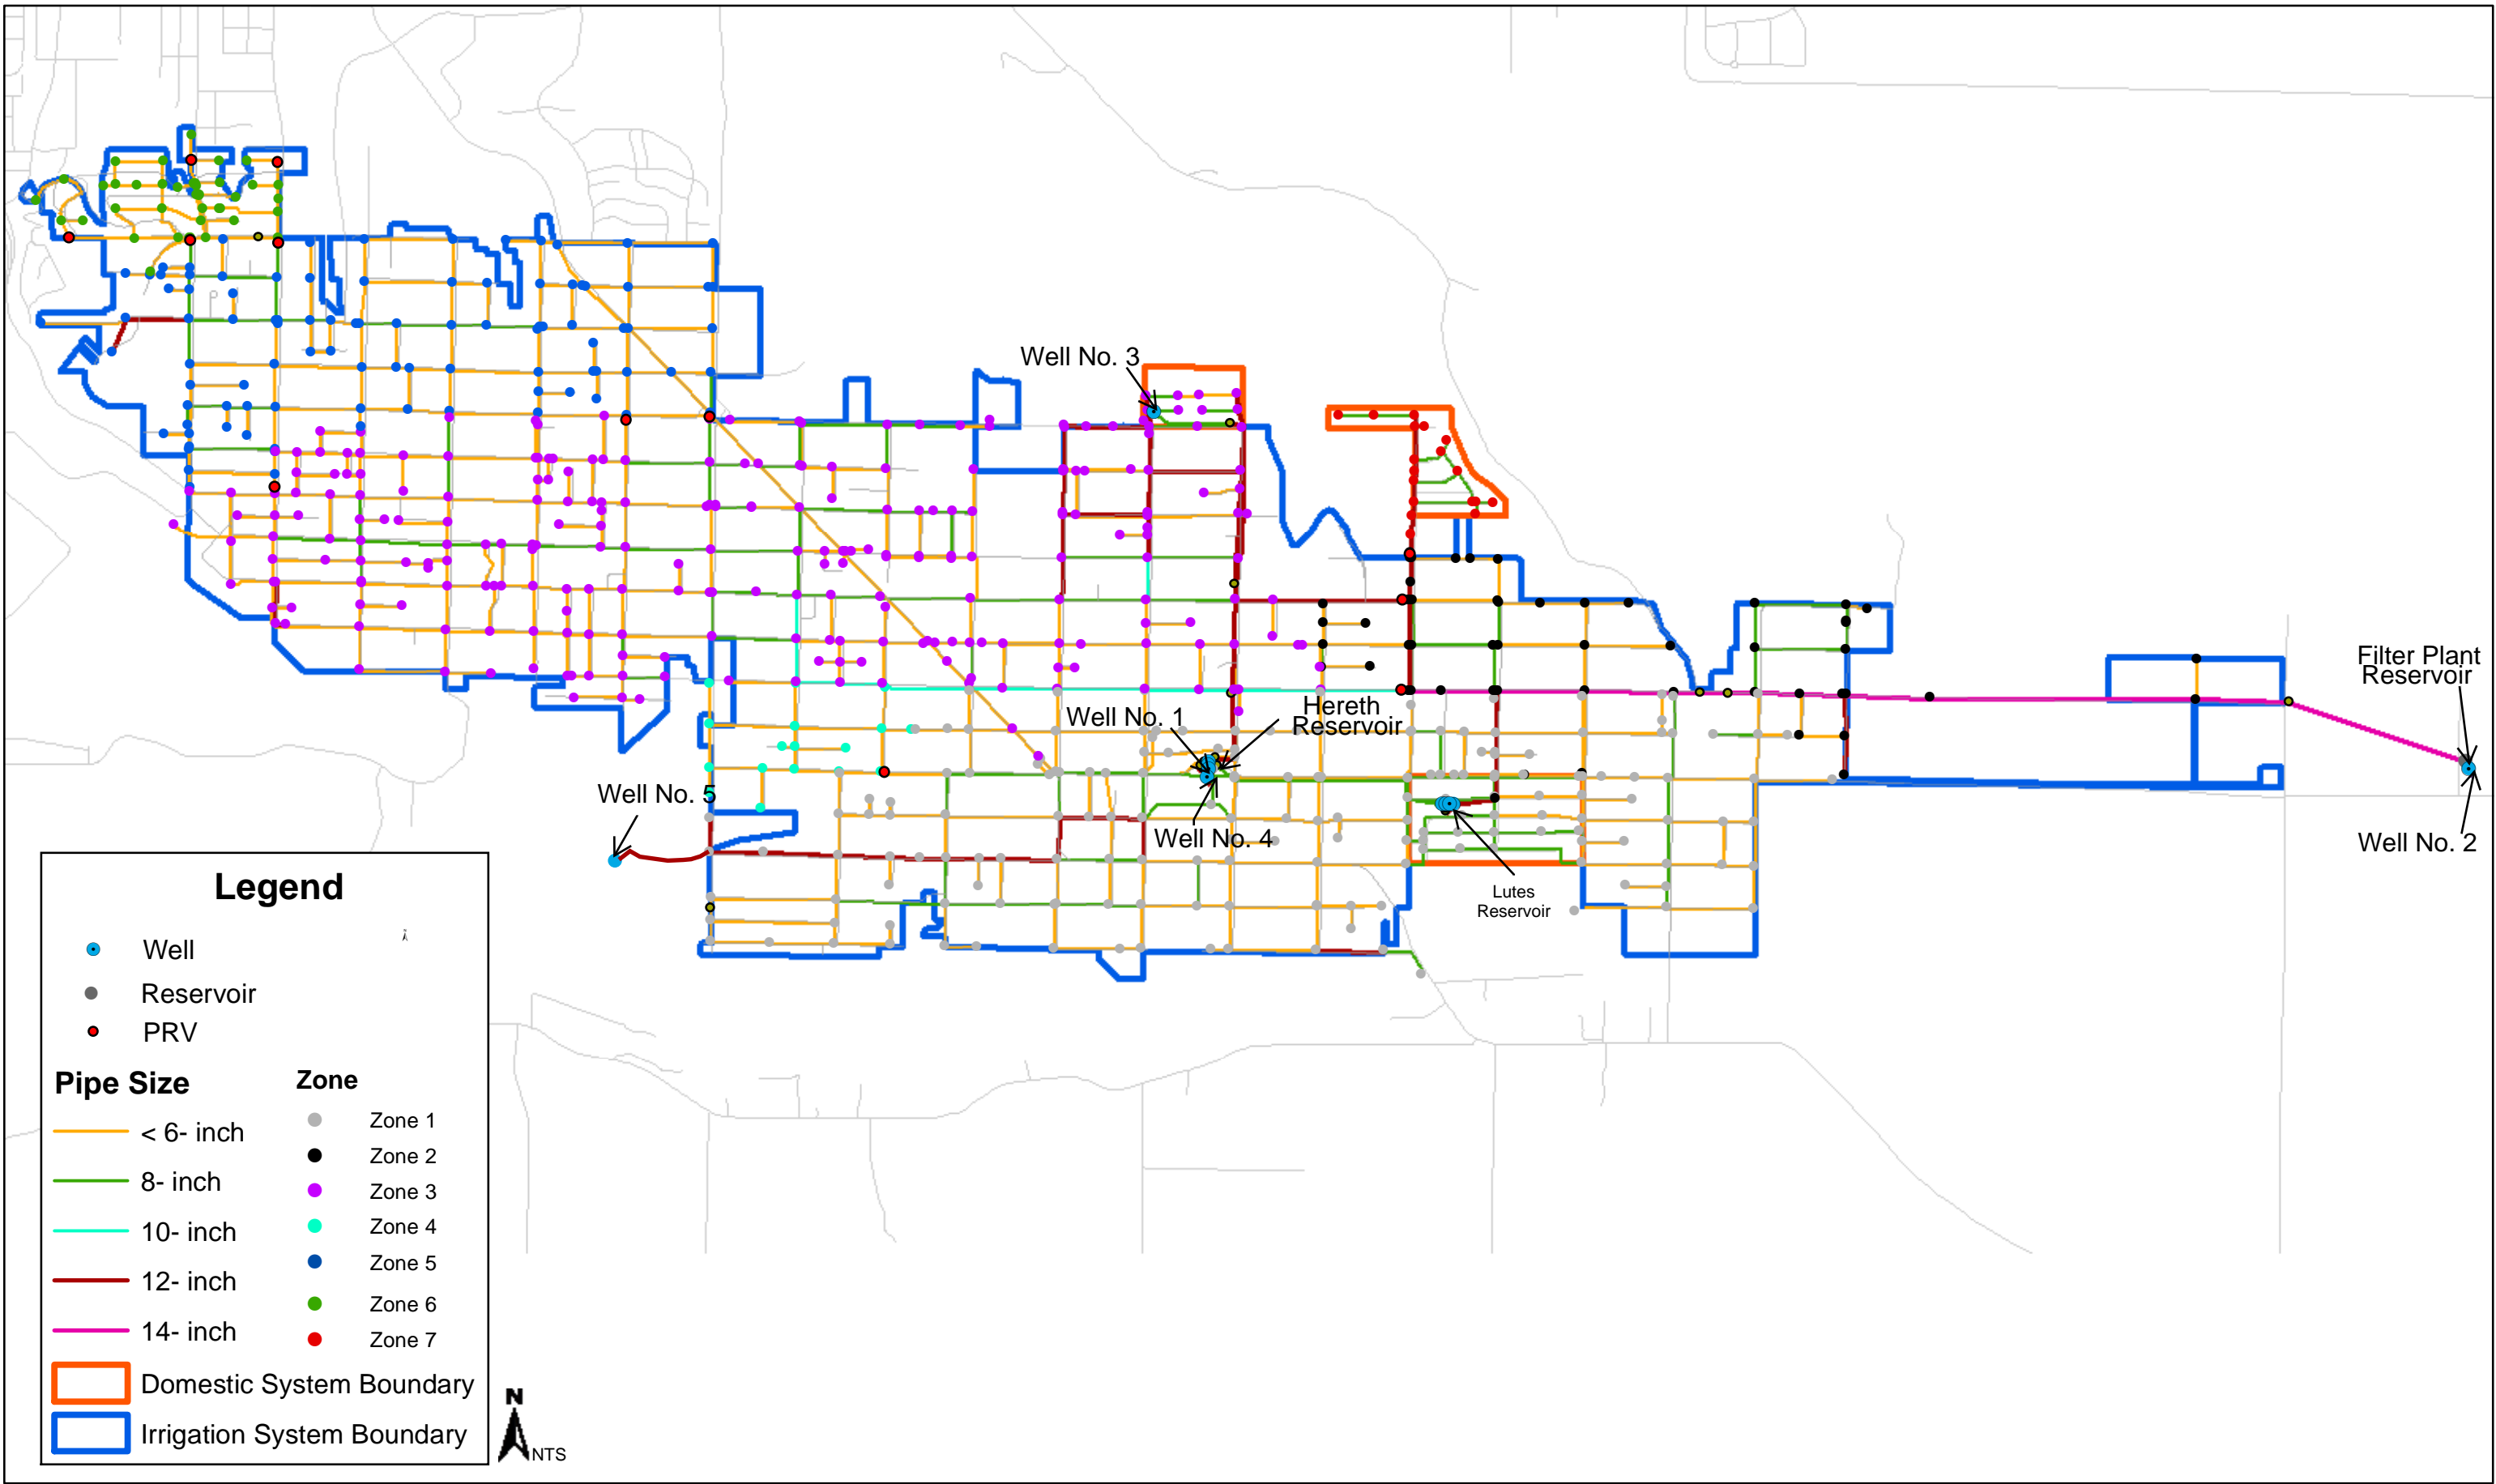 Well No. 3
Filter Plant
Reservoir
Well No. 1
Hereth
Reservoir
Well No. 5
Well No. 4
Well No. 2
Lutes
Reservoir
Legend
Well
Reservoir
PRV
Pipe Size
Zone
< 6- inch
8- inch
10- inch
12- inch
14- inch
Zone 1
Zone 2
Zone 3
Zone 4
Zone 5
Zone 6
Zone 7
Domestic System Boundary
Irrigation System Boundary
N
NTS